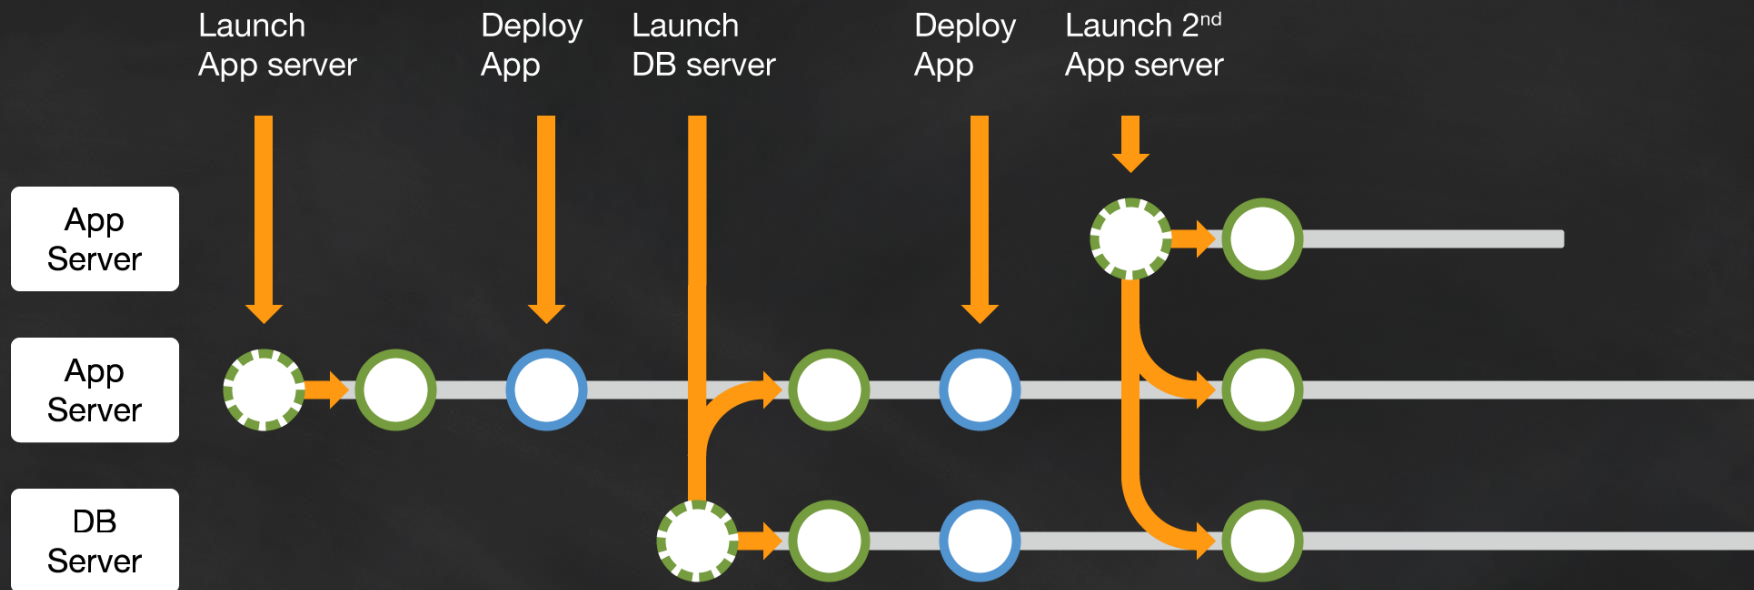 Launch
App server
Deploy
App
Launch
DB server
Deploy
App
Launch 2nd
App server
App
Server
App
Server
DB
Server